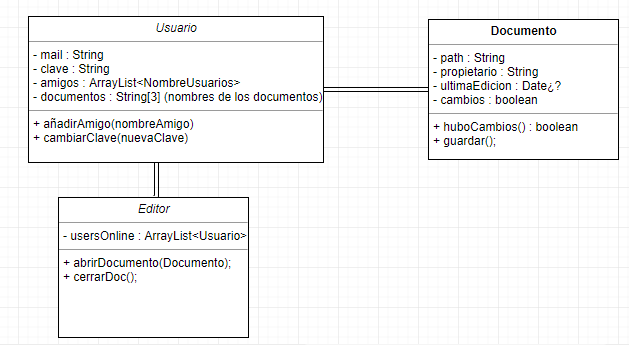 Usuario
- mail : String
- clave : String
- amigos : ArrayList<NombreUsuarios>
- documentos : String[3] (nombres de los documentos)
+ añadirAmigo(nombreAmigo)
+ cambiarClave(nuevaClave)
Documento
- path : String
- propietario : String
- ultimaEdicion : Date¿?
- cambios : boolean
+ huboCambios() : boolean
+ guardar();
Editor
- usersOnline : ArrayList<Usuario>
+ abrirDocumento(Documento);
+ cerrarDoc();